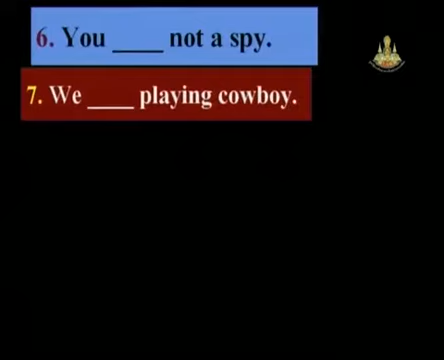 6. You ____ not a spy.
7. We ____ playing cowboy.